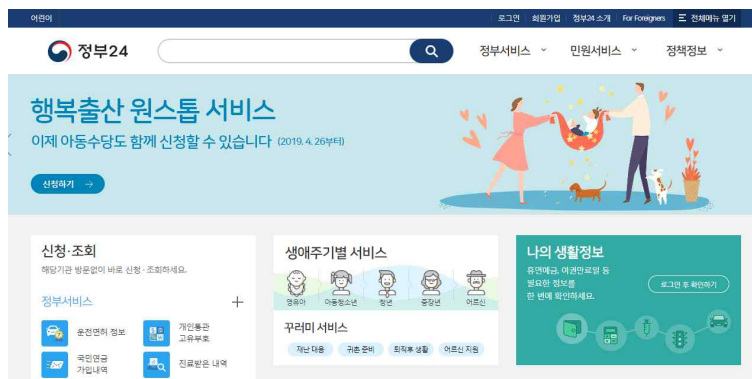 어린이
로그인 회원가입 정부24 소개 For Foreigners 전체메뉴 열기
정부24
정부서비스 민원서비스 정책정보
행복출산 원스톱 서비스
이제 아동수당도 함께 신청할 수 있습니다 (2019. 4. 26부터)
신청하기 →
신청·조회
해당기관 방문없이 바로 신청·조회하세요.
정부서비스 +
운전면허 정보
개인통관
고유부호
국민연금
가입내역
진료받은 내역
생애주기별 서비스
영유아 아동청소년 청년 중장년 어르신
꾸러미 서비스
재난대응 귀촌 준비 퇴직후 생활 어르신 지원
나의 생활정보
휴면예금, 여권만료일 등
필요한 정보를
한 번에 확인하세요.
로그인 후 확인하기